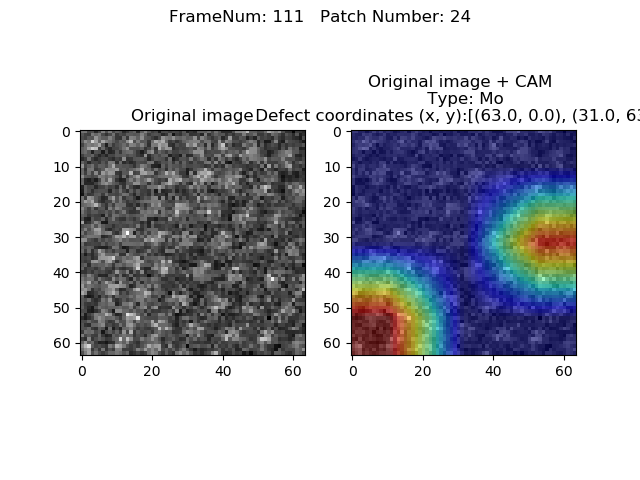 FrameNum: 111   Patch Number: 24
Original image + CAM
Type: Mo
Original image Defect coordinates (x, y):[(63.0, 0.0), (31.0, 63
0
10
20
30
40
50
60
0 20 40 60
0
10
20
30
40
50
60
0 20 40 60